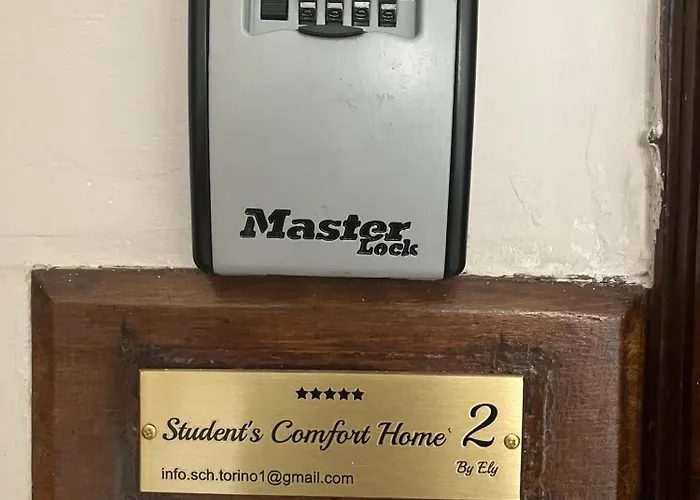 Master
Lock
★★★★★
Student's Comfort Home 2
By Ely
info.sch.torino1@gmail.com